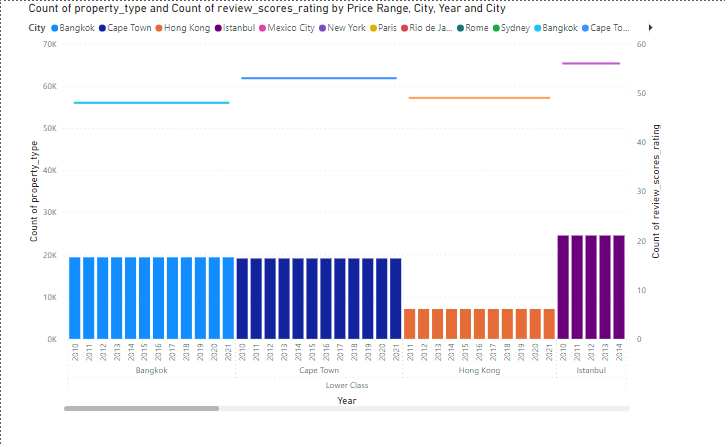 Count of property_type and Count of review_scores_rating by Price Range, City, Year and City
City Bangkok Cape Town Hong Kong Istanbul Mexico City New York Paris Rio de Ja... Rome Sydney Bangkok Cape To...
70K
60K
50K
40K
30K
20K
10K
0K
Count of property_type
60
50
40
30
20
10
0
Count of review_scores_rating
2010 2011 2012 2013 2014 2015 2016 2017 2018 2019 2020 2021 2010 2011 2012 2013 2014 2015 2016 2017 2018 2019 2020 2021 2011 2012 2013 2014 2015 2016 2017 2018 2019 2020 2021 2010 2011 2012 2013 2014
Bangkok Cape Town Hong Kong Istanbul
Lower Class
Year